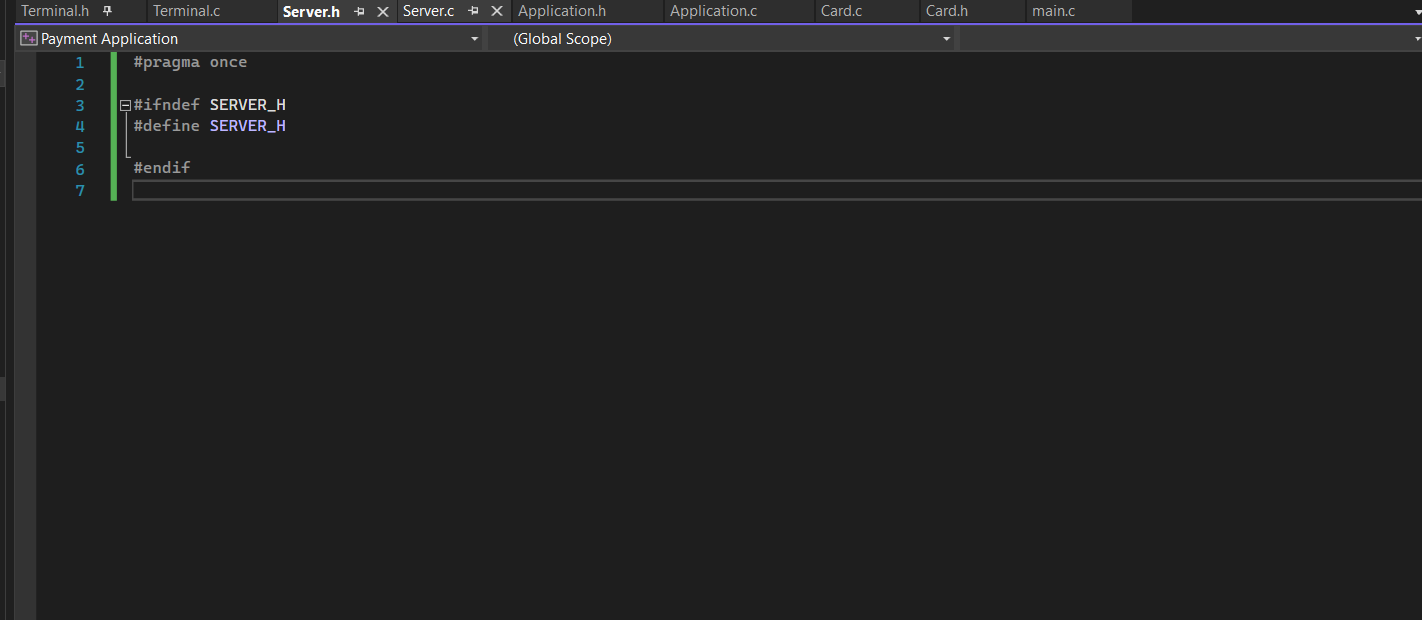 Terminal.h Terminal.c Server.h Server.c Application.h Application.c Card.c Card.h main.c
Payment Application (Global Scope)
1 #pragma once
2
3 #ifndef SERVER_H
4 #define SERVER_H
5
6 #endif
7